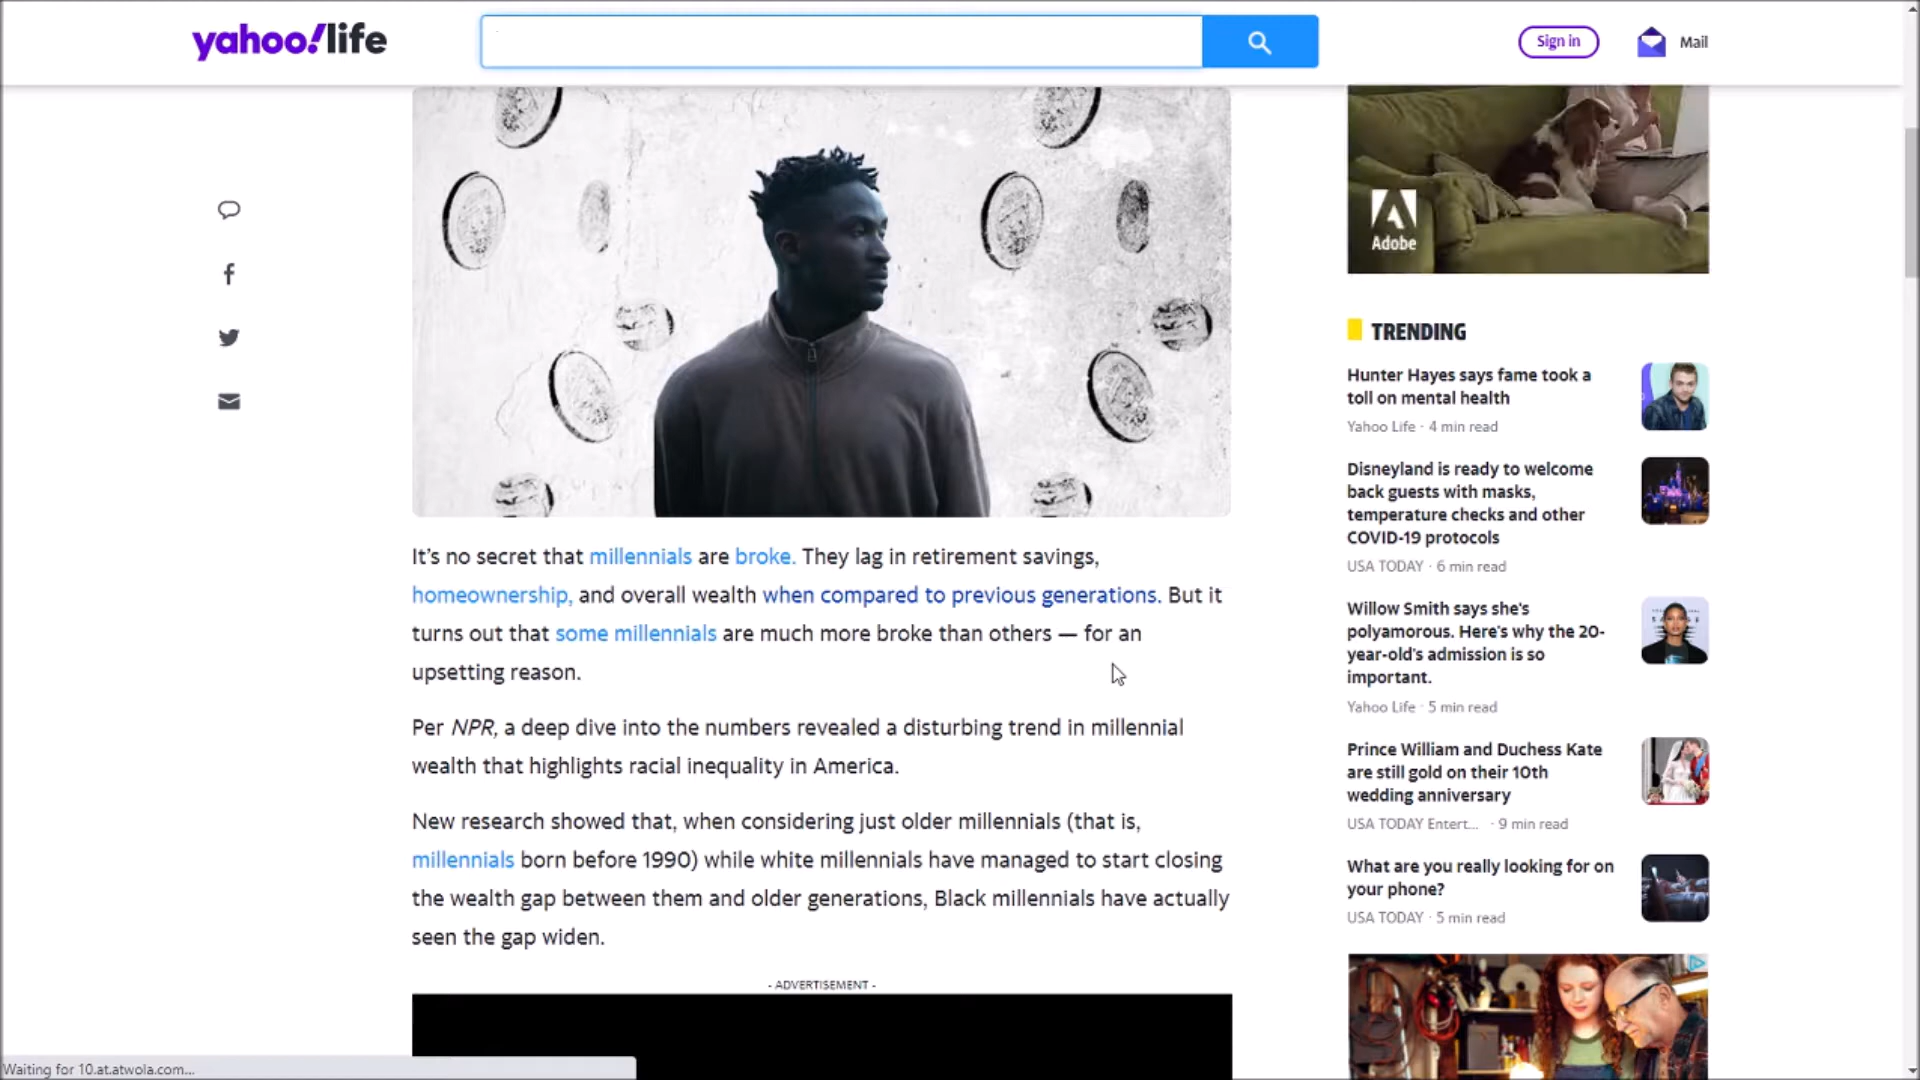 yahoo!life
Sign in
Mail
Adobe
It's no secret that millennials are broke. They lag in retirement savings,
homeownership, and overall wealth when compared to previous generations. But it
turns out that some millennials are much more broke than others — for an
upsetting reason.
Per NPR, a deep dive into the numbers revealed a disturbing trend in millennial
wealth that highlights racial inequality in America.
New research showed that, when considering just older millennials (that is,
millennials born before 1990) while white millennials have managed to start closing
the wealth gap between them and older generations, Black millennials have actually
seen the gap widen.
- ADVERTISEMENT -
TRENDING
Hunter Hayes says fame took a
toll on mental health
Yahoo Life · 4 min read
Disneyland is ready to welcome
back guests with masks,
temperature checks and other
COVID-19 protocols
USA TODAY · 6 min read
Willow Smith says she's
polyamorous. Here's why the 20-
year-old's admission is so
important.
Yahoo Life · 5 min read
Prince William and Duchess Kate
are still gold on their 10th
wedding anniversary
USA TODAY Entert... · 9 min read
What are you really looking for on
your phone?
USA TODAY · 5 min read
Waiting for 10.at.atwola.com...